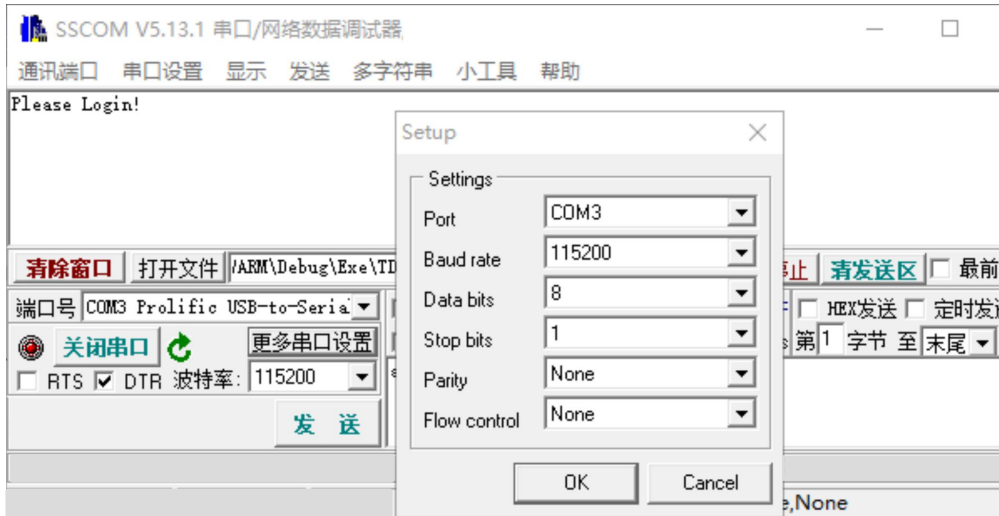 SSCOM V5.13.1 串口/网络数据调试器
通讯端口 串口设置 显示 发送 多字符串 小工具 帮助
Please Login!
Setup
Settings
Port COM3
Baud rate 115200
Data bits 8
Stop bits 1
Parity None
Flow control None
OK Cancel
清除窗口 打开文件 /ARM\Debug\Exe\TD 清发送区 最前
端口号 COM3 Prolific USB-to-Seria HEX发送 定时发
关闭串口 更多串口设置 第1 字节 至 末尾
RTS DTR 波特率: 115200
发 送
,None